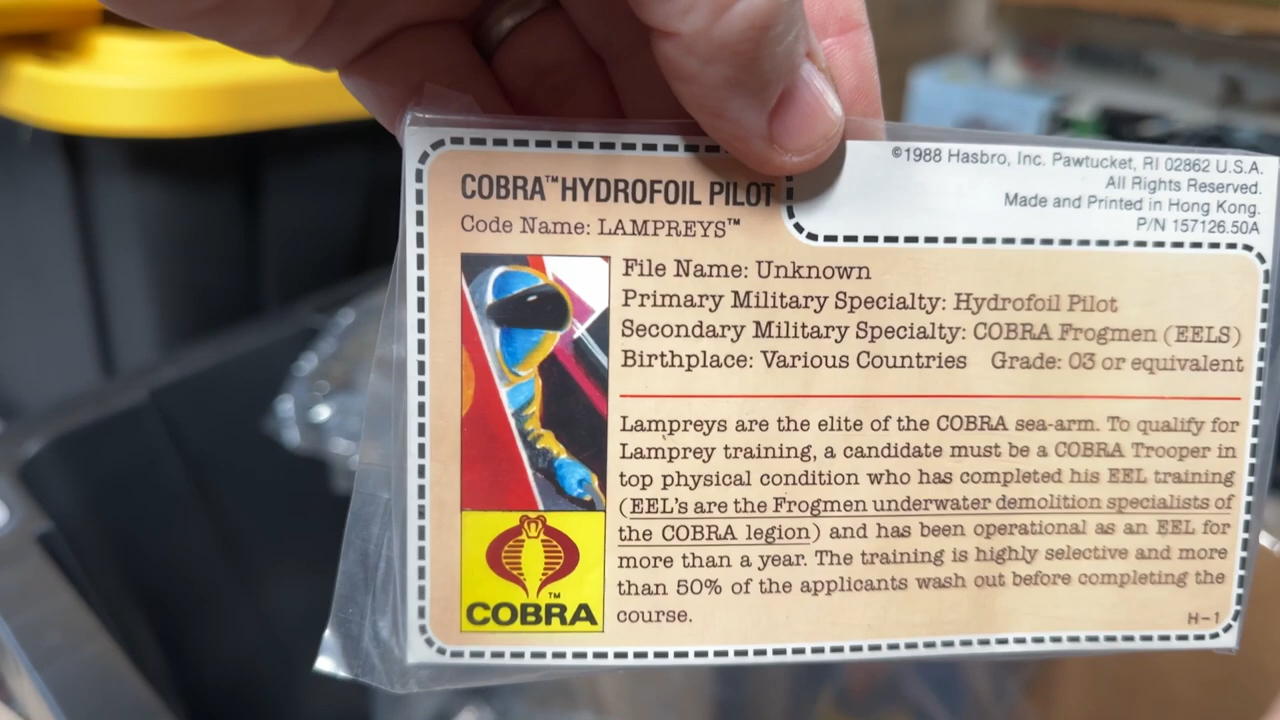 ©1988 Hasbro, Inc. Pawtucket, RI 02862 U.S.A.
All Rights Reserved.
Made and Printed in Hong Kong.
P/N 157126.50A
COBRA™ HYDROFOIL PILOT
Code Name: LAMPREYS™
File Name: Unknown
Primary Military Specialty: Hydrofoil Pilot
Secondary Military Specialty: COBRA Frogmen (EELS)
Birthplace: Various Countries Grade: 03 or equivalent
Lampreys are the elite of the COBRA sea-arm. To qualify for
Lamprey training, a candidate must be a COBRA Trooper in
top physical condition who has completed his EEL training
(EEL's are the Frogmen underwater demolition specialists of
the COBRA legion) and has been operational as an EEL for
more than a year. The training is highly selective and more
than 50% of the applicants wash out before completing the
course.
H-1
™
COBRA